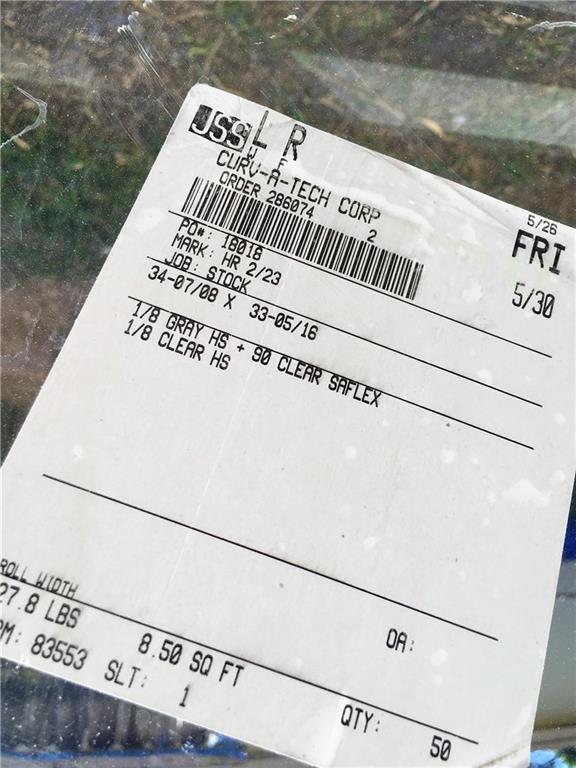 USS L R
W F
CURV-A-TECH CORP
ORDER 286074 2
5/26
FRI
5/30
PO#: 18018
MARK: HR 2/23
JOB: STOCK
34-07/08 X 33-05/16
1/8 GRAY HS + 90 CLEAR SAFLEX
1/8 CLEAR HS
ROLL WIDTH
27.8 LBS 8.50 SQ FT OA:
PM: 83553 SLT: 1 QTY: 50